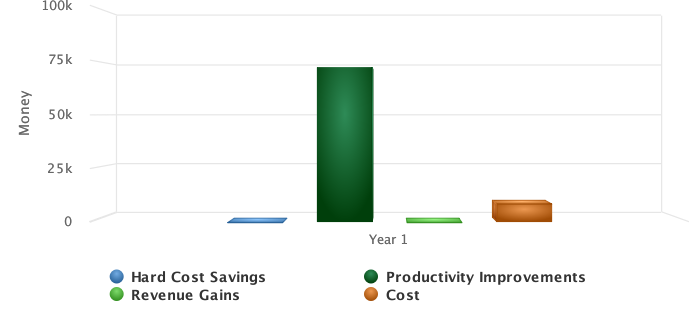 100k
75k
50k
25k
0
Money
Year 1
Hard Cost Savings
Productivity Improvements
Revenue Gains
Cost